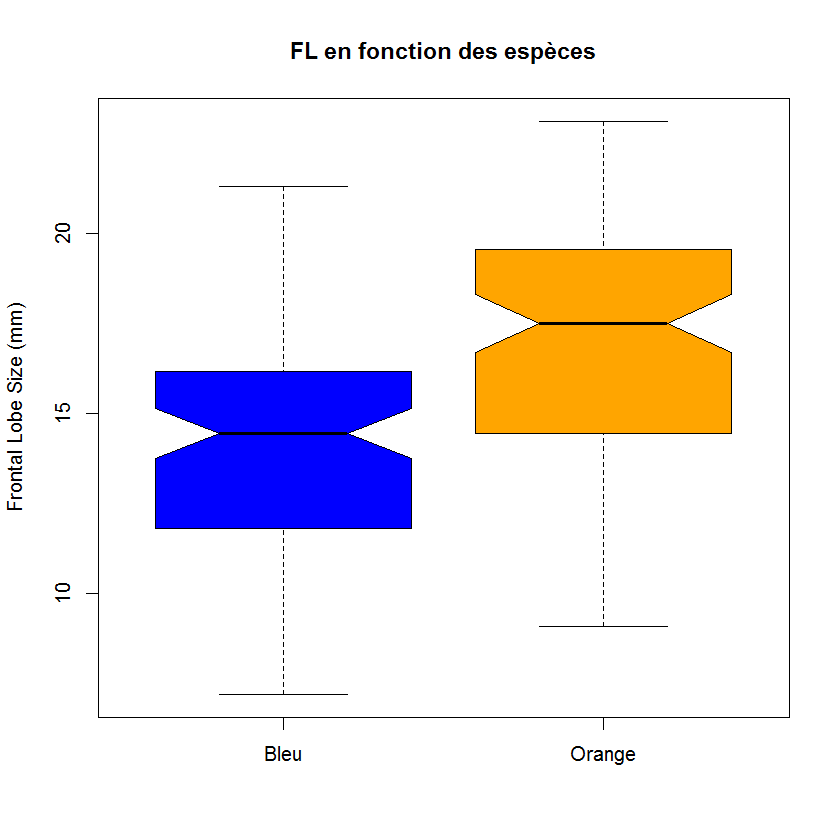 FL en fonction des espèces
Frontal Lobe Size (mm)
20
15
10
Bleu
Orange